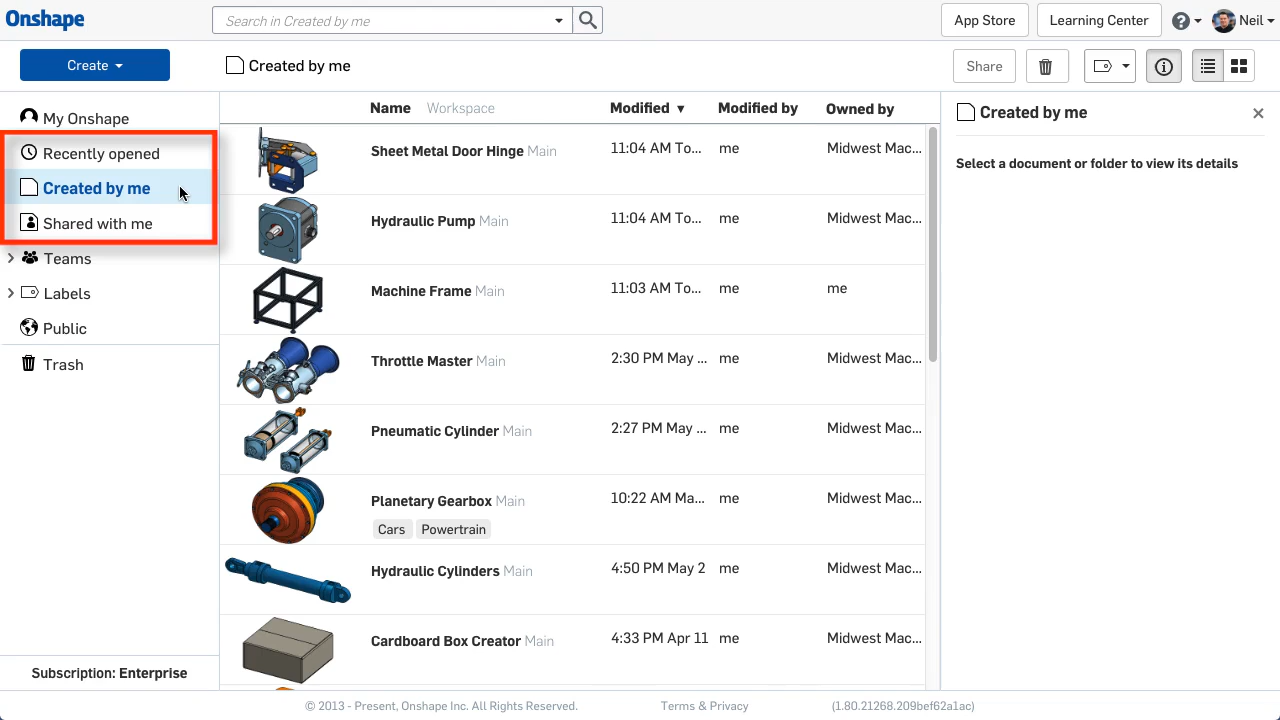 Onshape
Search in Created by me
App Store
Learning Center
Neil
Create
Created by me
Share
My Onshape
Recently opened
Created by me
Shared with me
Teams
Labels
Public
Trash
Subscription: Enterprise
Name Workspace Modified ▼ Modified by Owned by
Sheet Metal Door Hinge Main 11:04 AM To... me Midwest Mac...
Hydraulic Pump Main 11:04 AM To... me Midwest Mac...
Machine Frame Main 11:03 AM To... me me
Throttle Master Main 2:30 PM May ... me Midwest Mac...
Pneumatic Cylinder Main 2:27 PM May ... me Midwest Mac...
Planetary Gearbox Main 10:22 AM Ma... me Midwest Mac...
Cars Powertrain
Hydraulic Cylinders Main 4:50 PM May 2 me Midwest Mac...
Cardboard Box Creator Main 4:33 PM Apr 11 me Midwest Mac...
Created by me
Select a document or folder to view its details
© 2013 - Present, Onshape Inc. All Rights Reserved. Terms & Privacy (1.80.21268.209bef62a1ac)